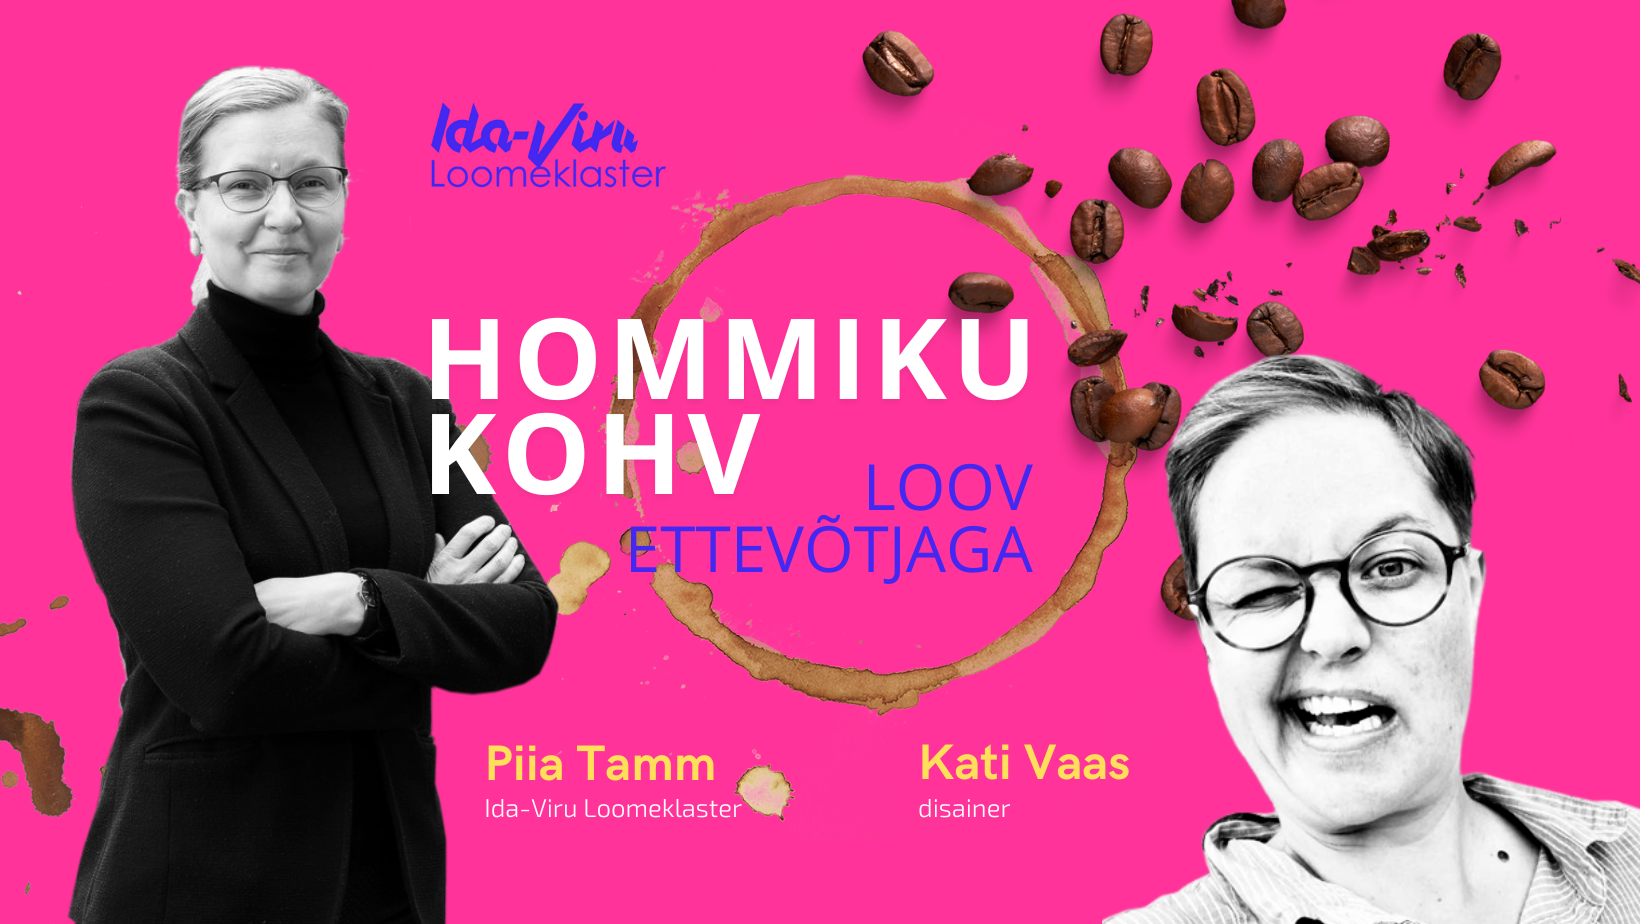 Ida-Viru
Loomeklaster
HOMMIKU
KOHV
LOOV
ETTEVÕTJAGA
Piia Tamm
Ida-Viru Loomeklaster
Kati Vaas
disainer